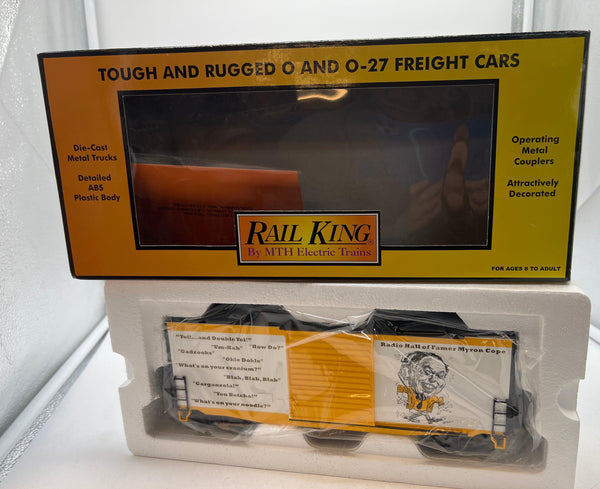 TOUGH AND RUGGED O AND O-27 FREIGHT CARS
Die-Cast
Metal Trucks
Detailed
ABS
Plastic Body
Operating
Metal
Couplers
Attractively
Decorated
RAIL KING®
By MTH Electric Trains
FOR AGES 8 TO ADULT
"Yoi!...and Double Yoi!"
"Um-Hah" "How Do?"
"Gadzooks"
"Okle Dokle"
"What's on your cranium?"
"Blah, Blah, Blah"
"Garganzola!"
"You Betcha!"
"What's on your noodle?"
Radio Hall of Famer Myron Cope